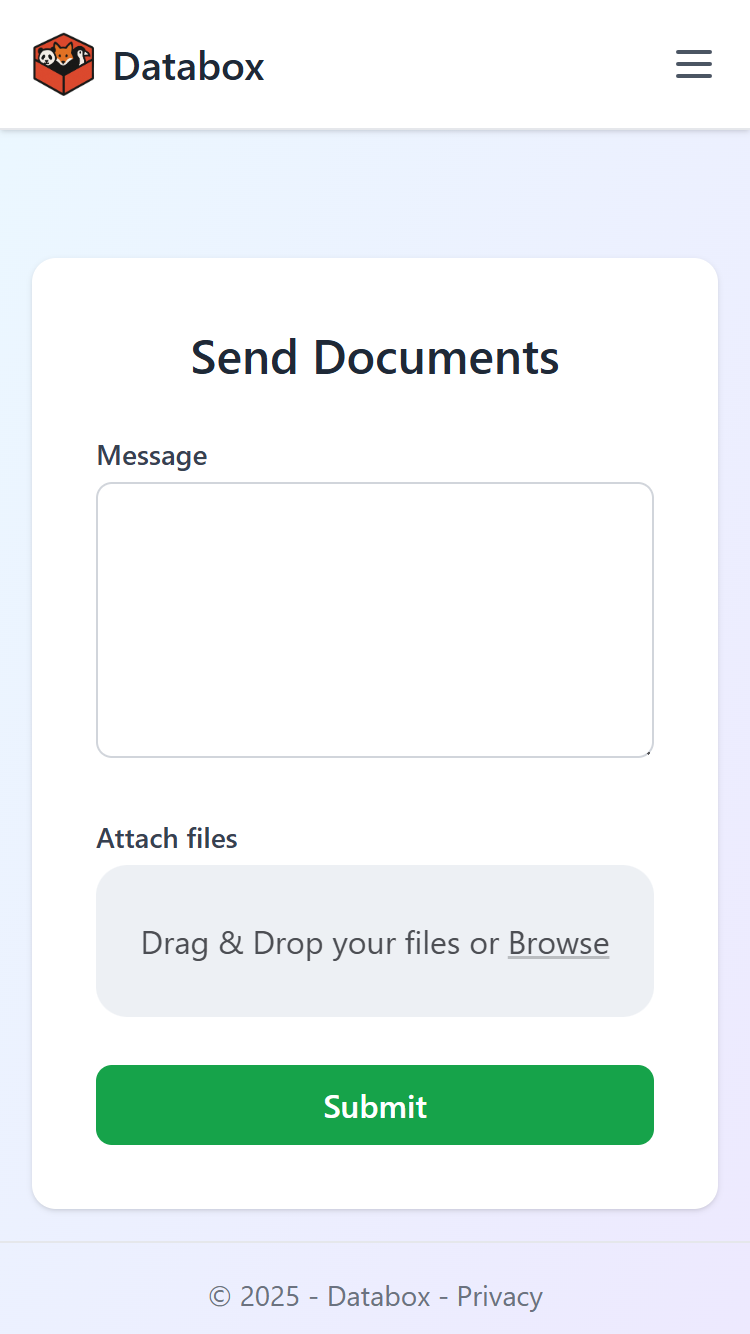 Databox
Send Documents
Message
Attach files
Drag & Drop your files or Browse
Submit
© 2025 - Databox - Privacy